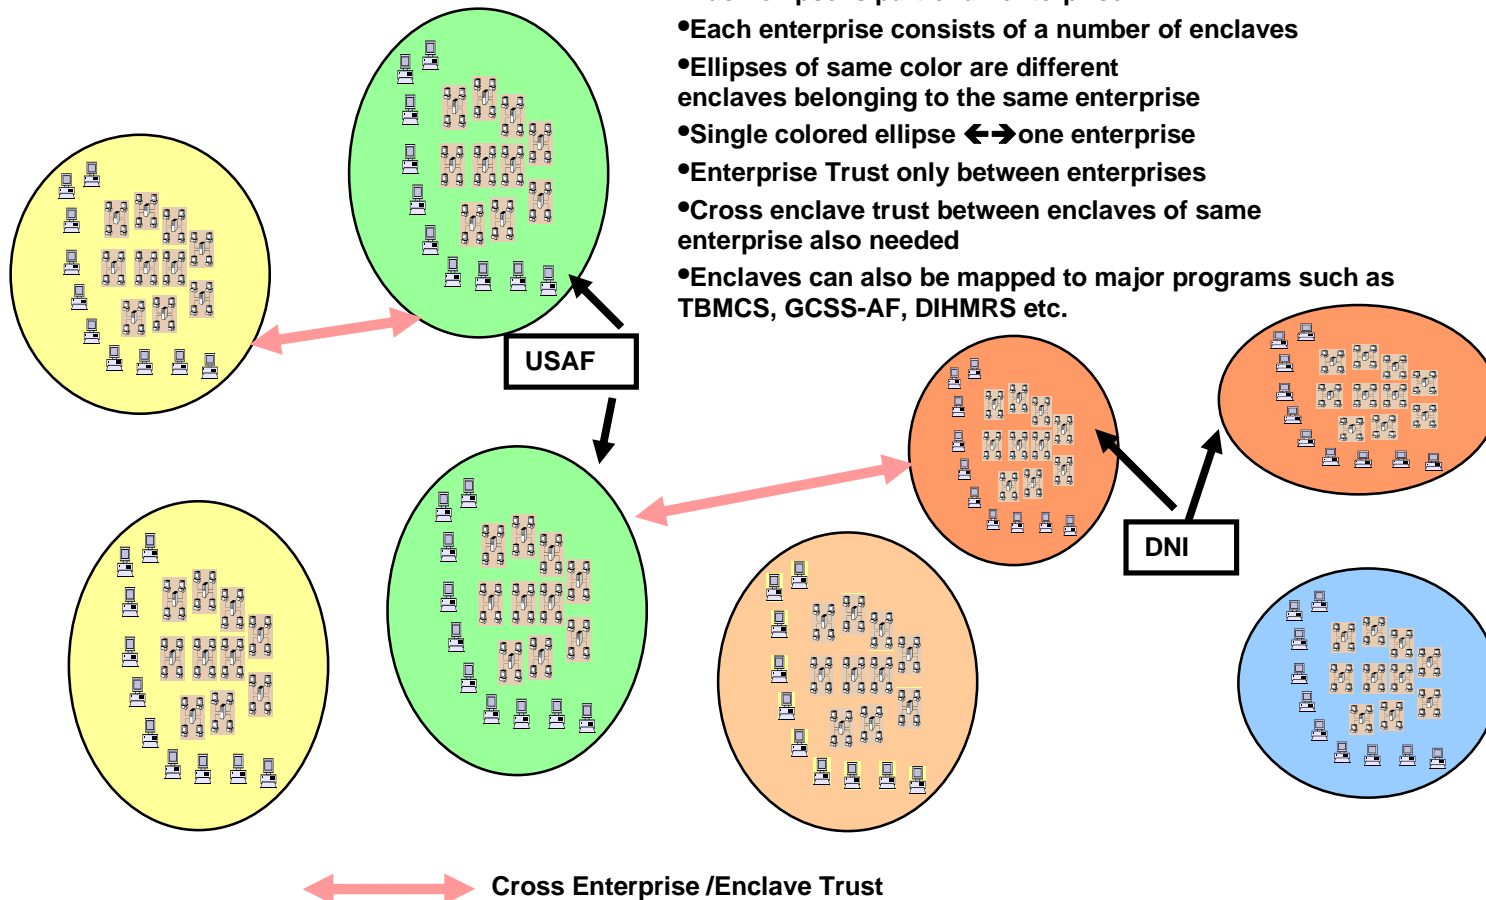 •Each enterprise consists of a number of enclaves
•Ellipses of same color are different
enclaves belonging to the same enterprise
•Single colored ellipse ←→one enterprise
•Enterprise Trust only between enterprises
•Cross enclave trust between enclaves of same
enterprise also needed
•Enclaves can also be mapped to major programs such as
TBMCS, GCSS-AF, DIHMRS etc.
USAF
DNI
Cross Enterprise /Enclave Trust